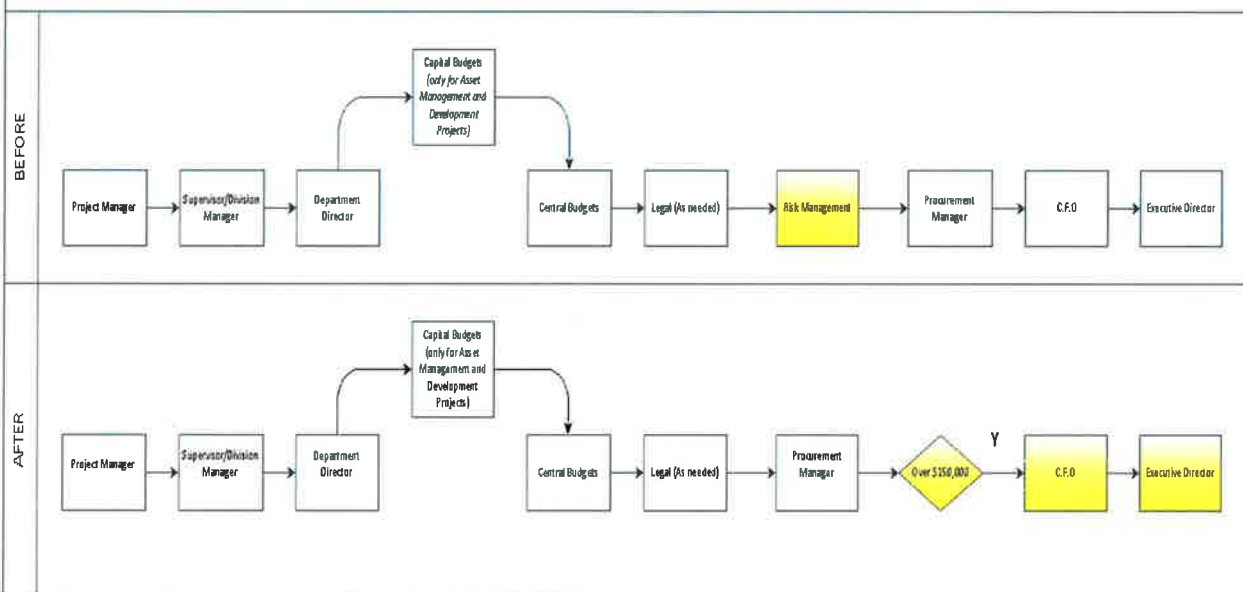 BEFORE
Capital Budgets
(only for Asset
Management and
Development
Projects)
Project Manager
Supervisor/Division
Manager
Department
Director
Central Budgets
Legal (As needed)
Risk Management
Procurement
Manager
C.F.O
Executive Director
AFTER
Capital Budgets
(only for Asset
Management and
Development
Projects)
Project Manager
Supervisor/Division
Manager
Department
Director
Central Budgets
Legal (As needed)
Procurement
Manager
Over $150,000
Y
C.F.O
Executive Director